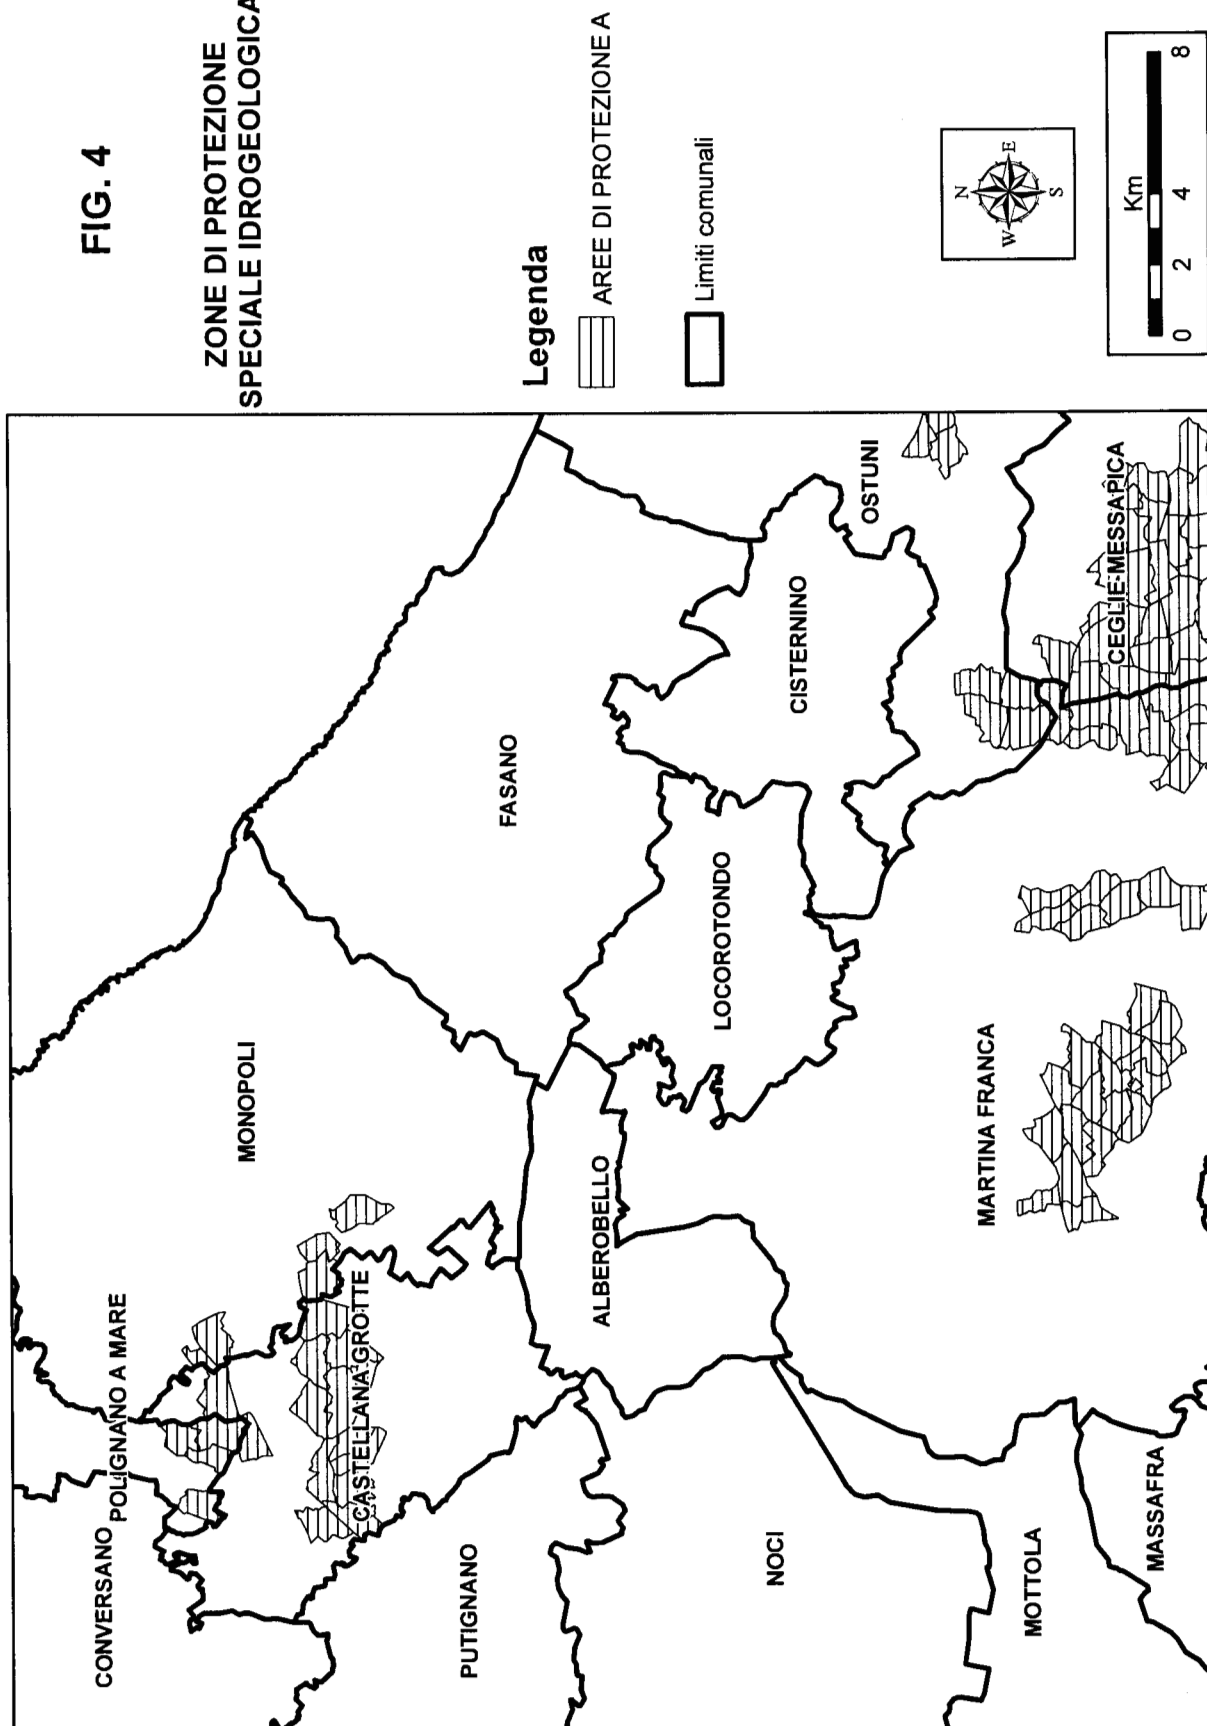 FIG. 4
ZONE DI PROTEZIONE
SPECIALE IDROGEOLOGICA
Legenda
AREE DI PROTEZIONE A
Limiti comunali
N
W
E
S
Km
0 2 4 8
CONVERSANO
POLIGNANO A MARE
MONOPOLI
CASTELLANA GROTTE
PUTIGNANO
FASANO
ALBEROBELLO
LOCOROTONDO
CISTERNINO
OSTUNI
NOCI
MARTINA FRANCA
CEGLIE MESSAPICA
MOTTOLA
MASSAFRA